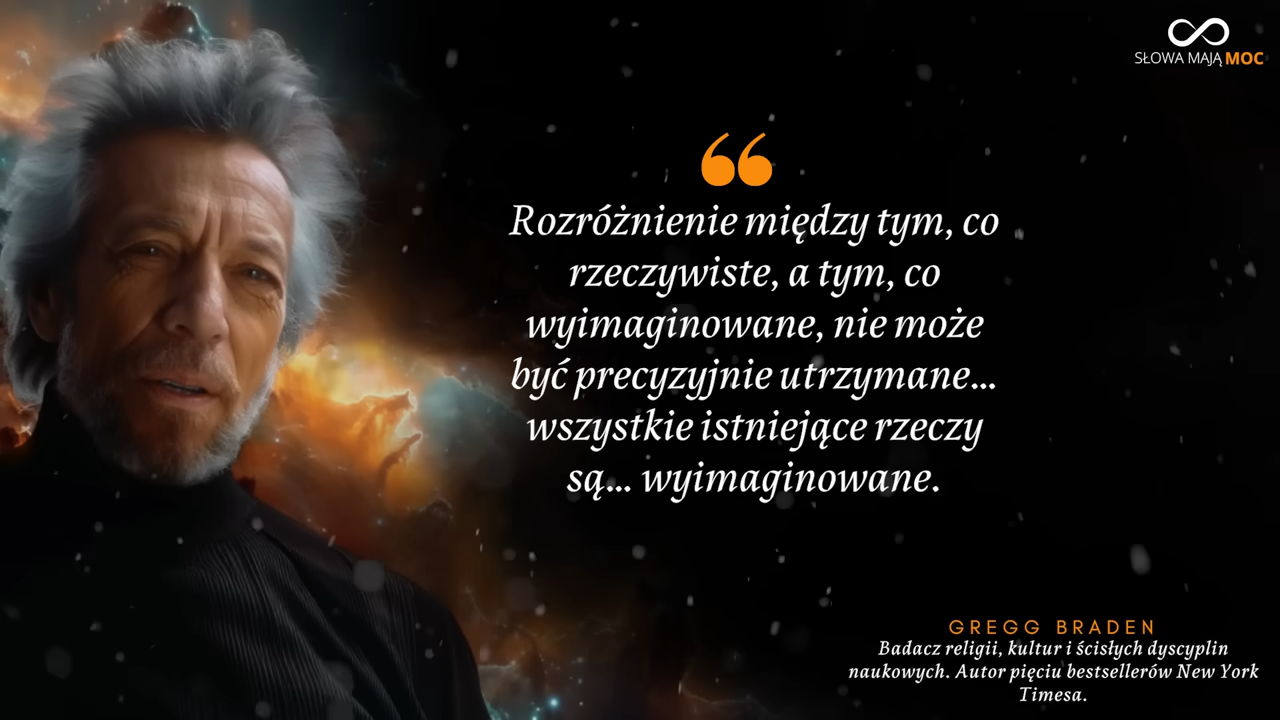 SŁOWA MAJĄ MOC
Rozróżnienie między tym, co
rzeczywiste, a tym, co
wyimaginowane, nie może
być precyzyjnie utrzymane...
wszystkie istniejące rzeczy
są... wyimaginowane.
GREGG BRADEN
Badacz religii, kultur i ścisłych dyscyplin
naukowych. Autor pięciu bestsellerów New York
Timesa.